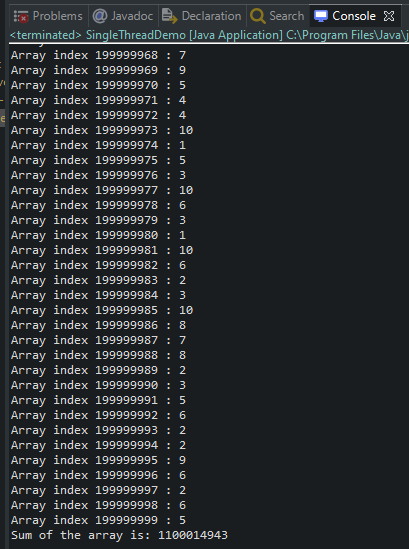 Problems Javadoc Declaration Search Console
<terminated> SingleThreadDemo [Java Application] C:\Program Files\Java\j
Array index 199999968 : 7
Array index 199999969 : 9
Array index 199999970 : 5
Array index 199999971 : 4
Array index 199999972 : 4
Array index 199999973 : 10
Array index 199999974 : 1
Array index 199999975 : 5
Array index 199999976 : 3
Array index 199999977 : 10
Array index 199999978 : 6
Array index 199999979 : 3
Array index 199999980 : 1
Array index 199999981 : 10
Array index 199999982 : 6
Array index 199999983 : 2
Array index 199999984 : 3
Array index 199999985 : 10
Array index 199999986 : 8
Array index 199999987 : 7
Array index 199999988 : 8
Array index 199999989 : 2
Array index 199999990 : 3
Array index 199999991 : 5
Array index 199999992 : 6
Array index 199999993 : 2
Array index 199999994 : 2
Array index 199999995 : 9
Array index 199999996 : 6
Array index 199999997 : 2
Array index 199999998 : 6
Array index 199999999 : 5
Sum of the array is: 1100014943